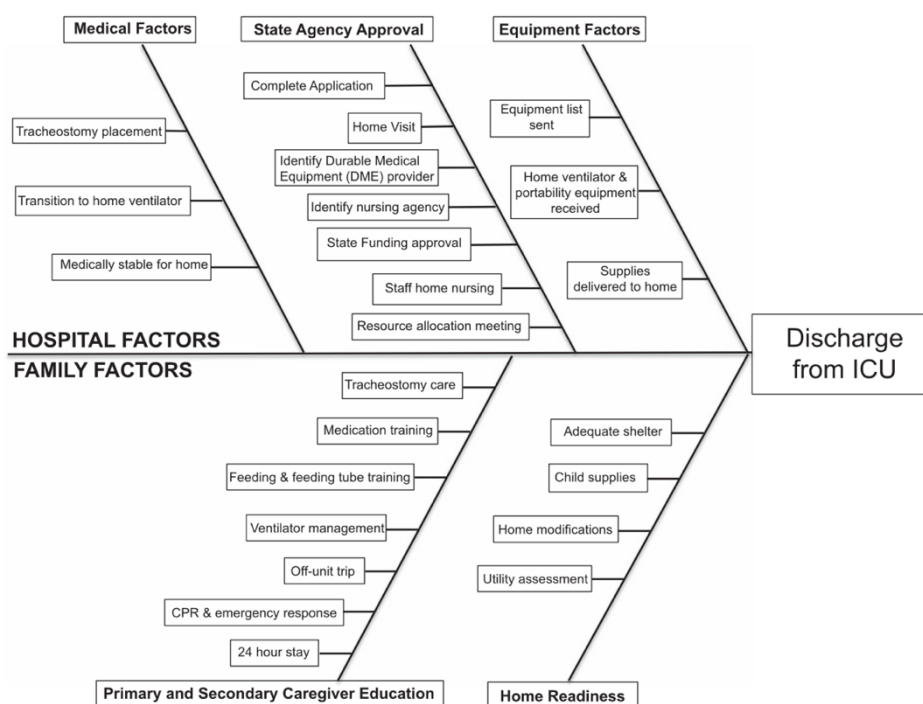 Medical Factors
State Agency Approval
Equipment Factors
Tracheostomy placement
Transition to home ventilator
Medically stable for home
Complete Application
Home Visit
Identify Durable Medical
Equipment (DME) provider
Identify nursing agency
State Funding approval
Staff home nursing
Resource allocation meeting
Equipment list
sent
Home ventilator &
portability equipment
received
Supplies
delivered to home
HOSPITAL FACTORS
FAMILY FACTORS
Discharge
from ICU
Tracheostomy care
Medication training
Feeding & feeding tube training
Ventilator management
Off-unit trip
CPR & emergency response
24 hour stay
Adequate shelter
Child supplies
Home modifications
Utility assessment
Primary and Secondary Caregiver Education
Home Readiness